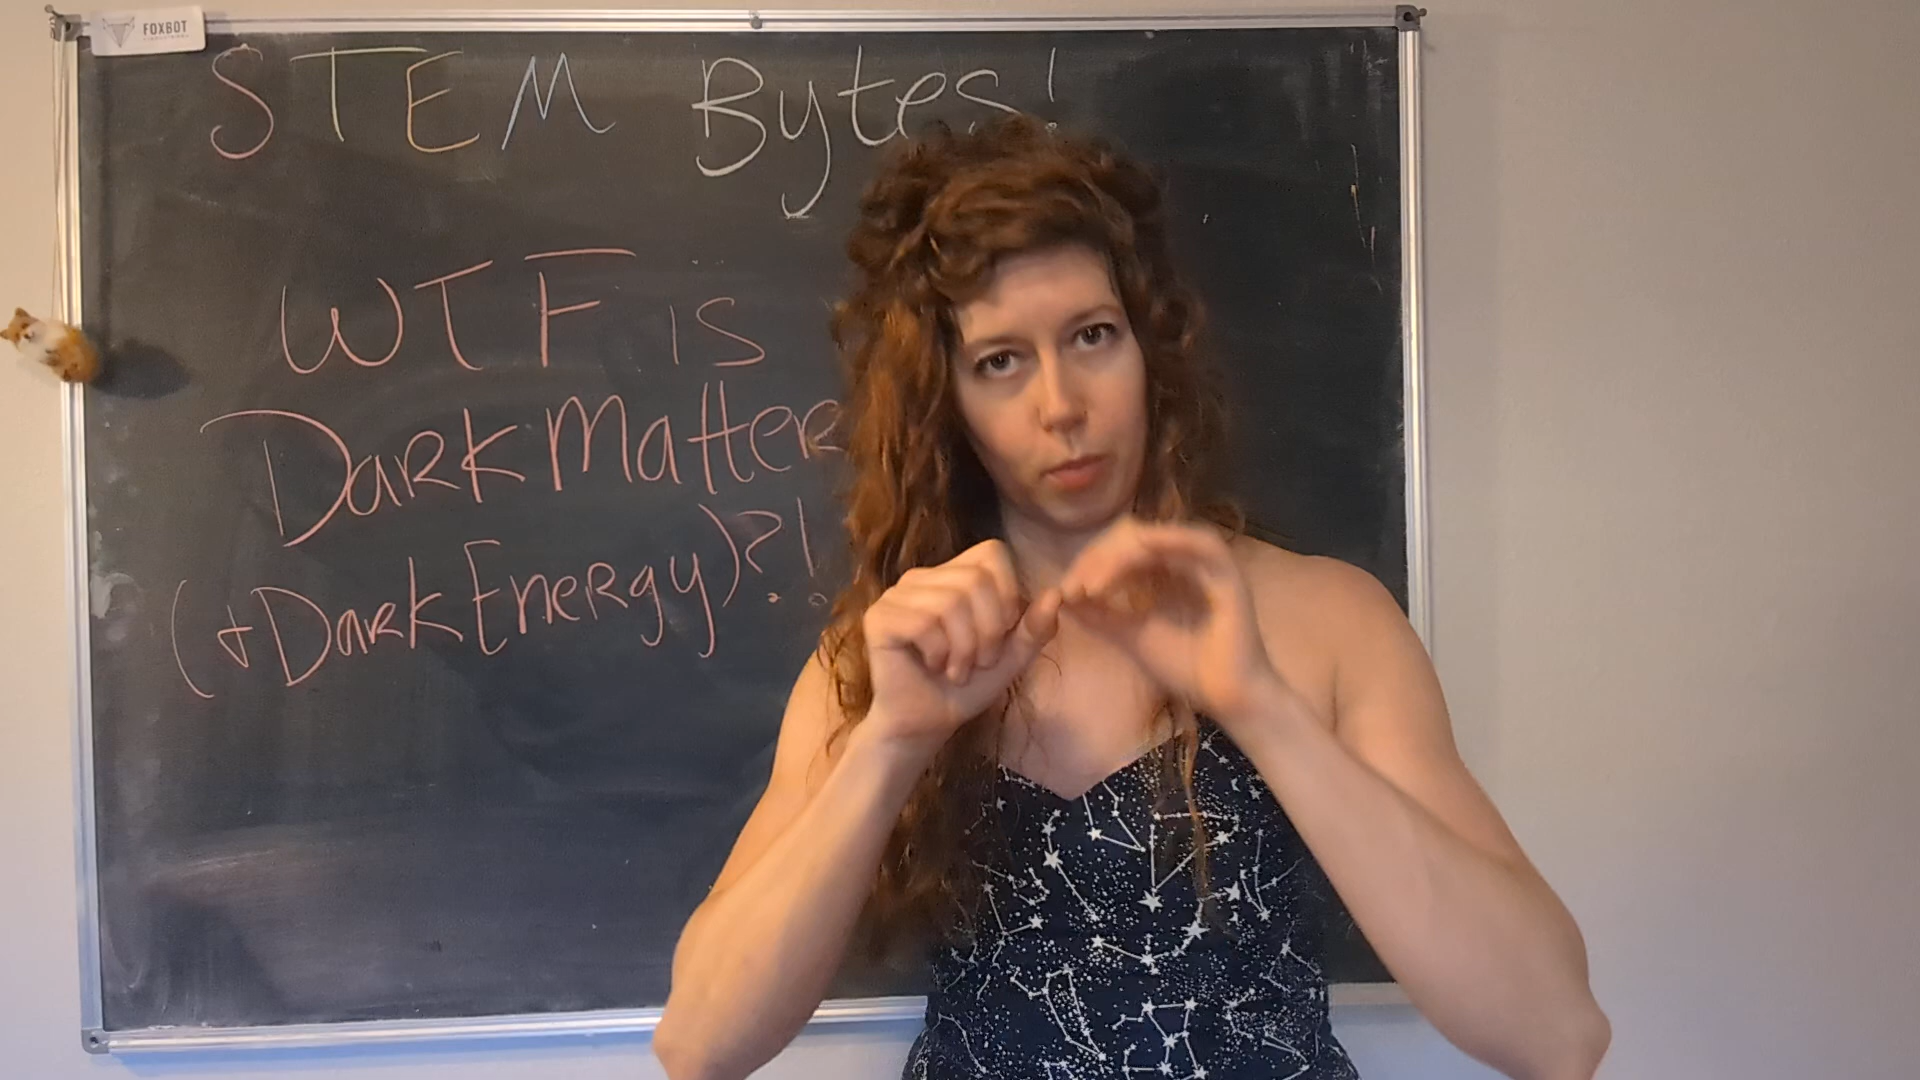 FOXBOT
STEM Bytes!
WTF is
Dark Matter
(+Dark Energy)?!